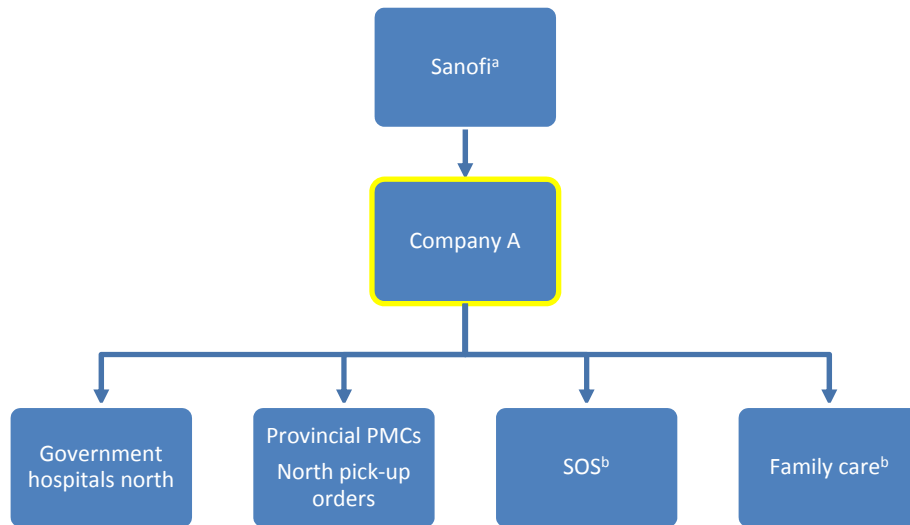 Sanofiᵃ
Company A
Government
hospitals north
Provincial PMCs
North pick-up
orders
SOSᵇ
Family careᵇ